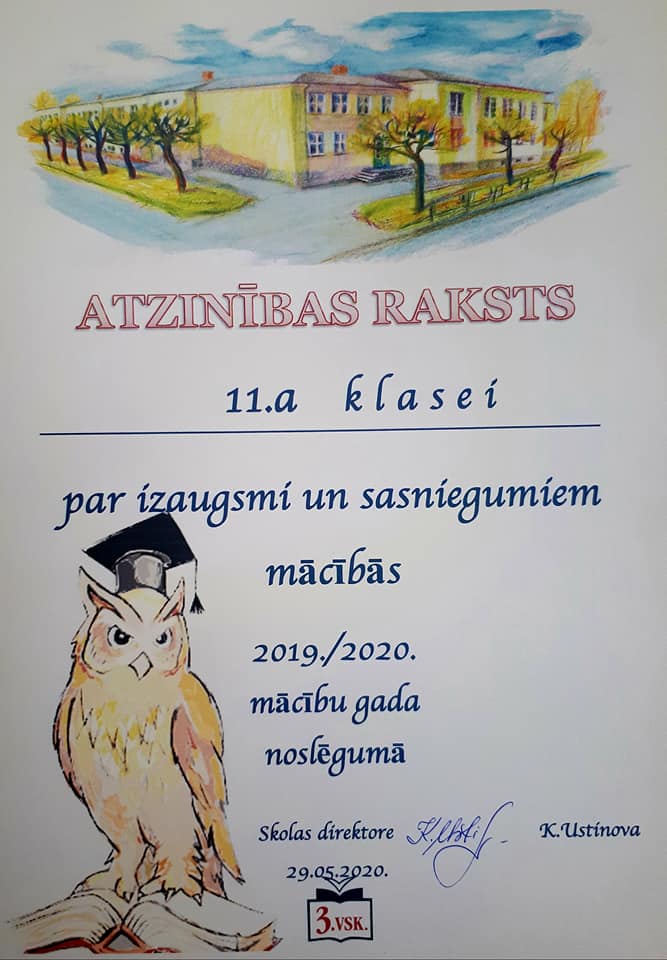 ATZINĪBAS RAKSTS
11.a klasei
par izaugsmi un sasniegumiem
mācībās
2019./2020.
mācību gada
noslēgumā
Skolas direktore K.Ustinova
29.05.2020.
3.VSK.